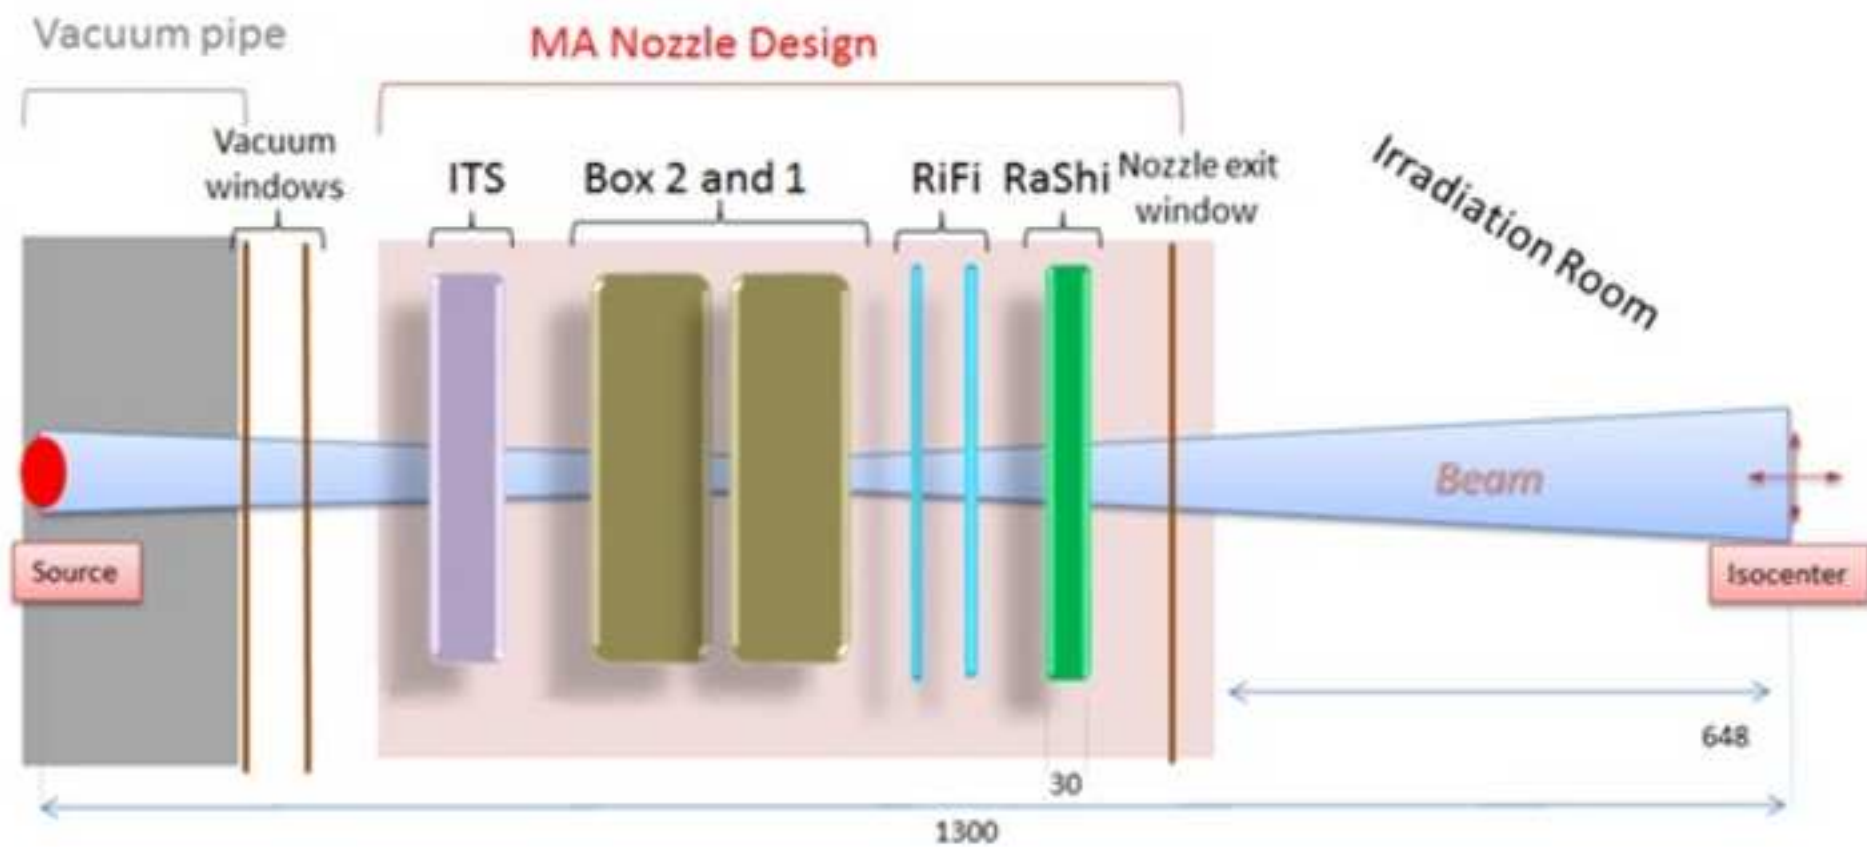 Vacuum pipe
MA Nozzle Design
Vacuum
windows
ITS
Box 2 and 1
RiFi
RaShi
Nozzle exit
window
Irradiation Room
Beam
Source
Isocenter
648
30
1300